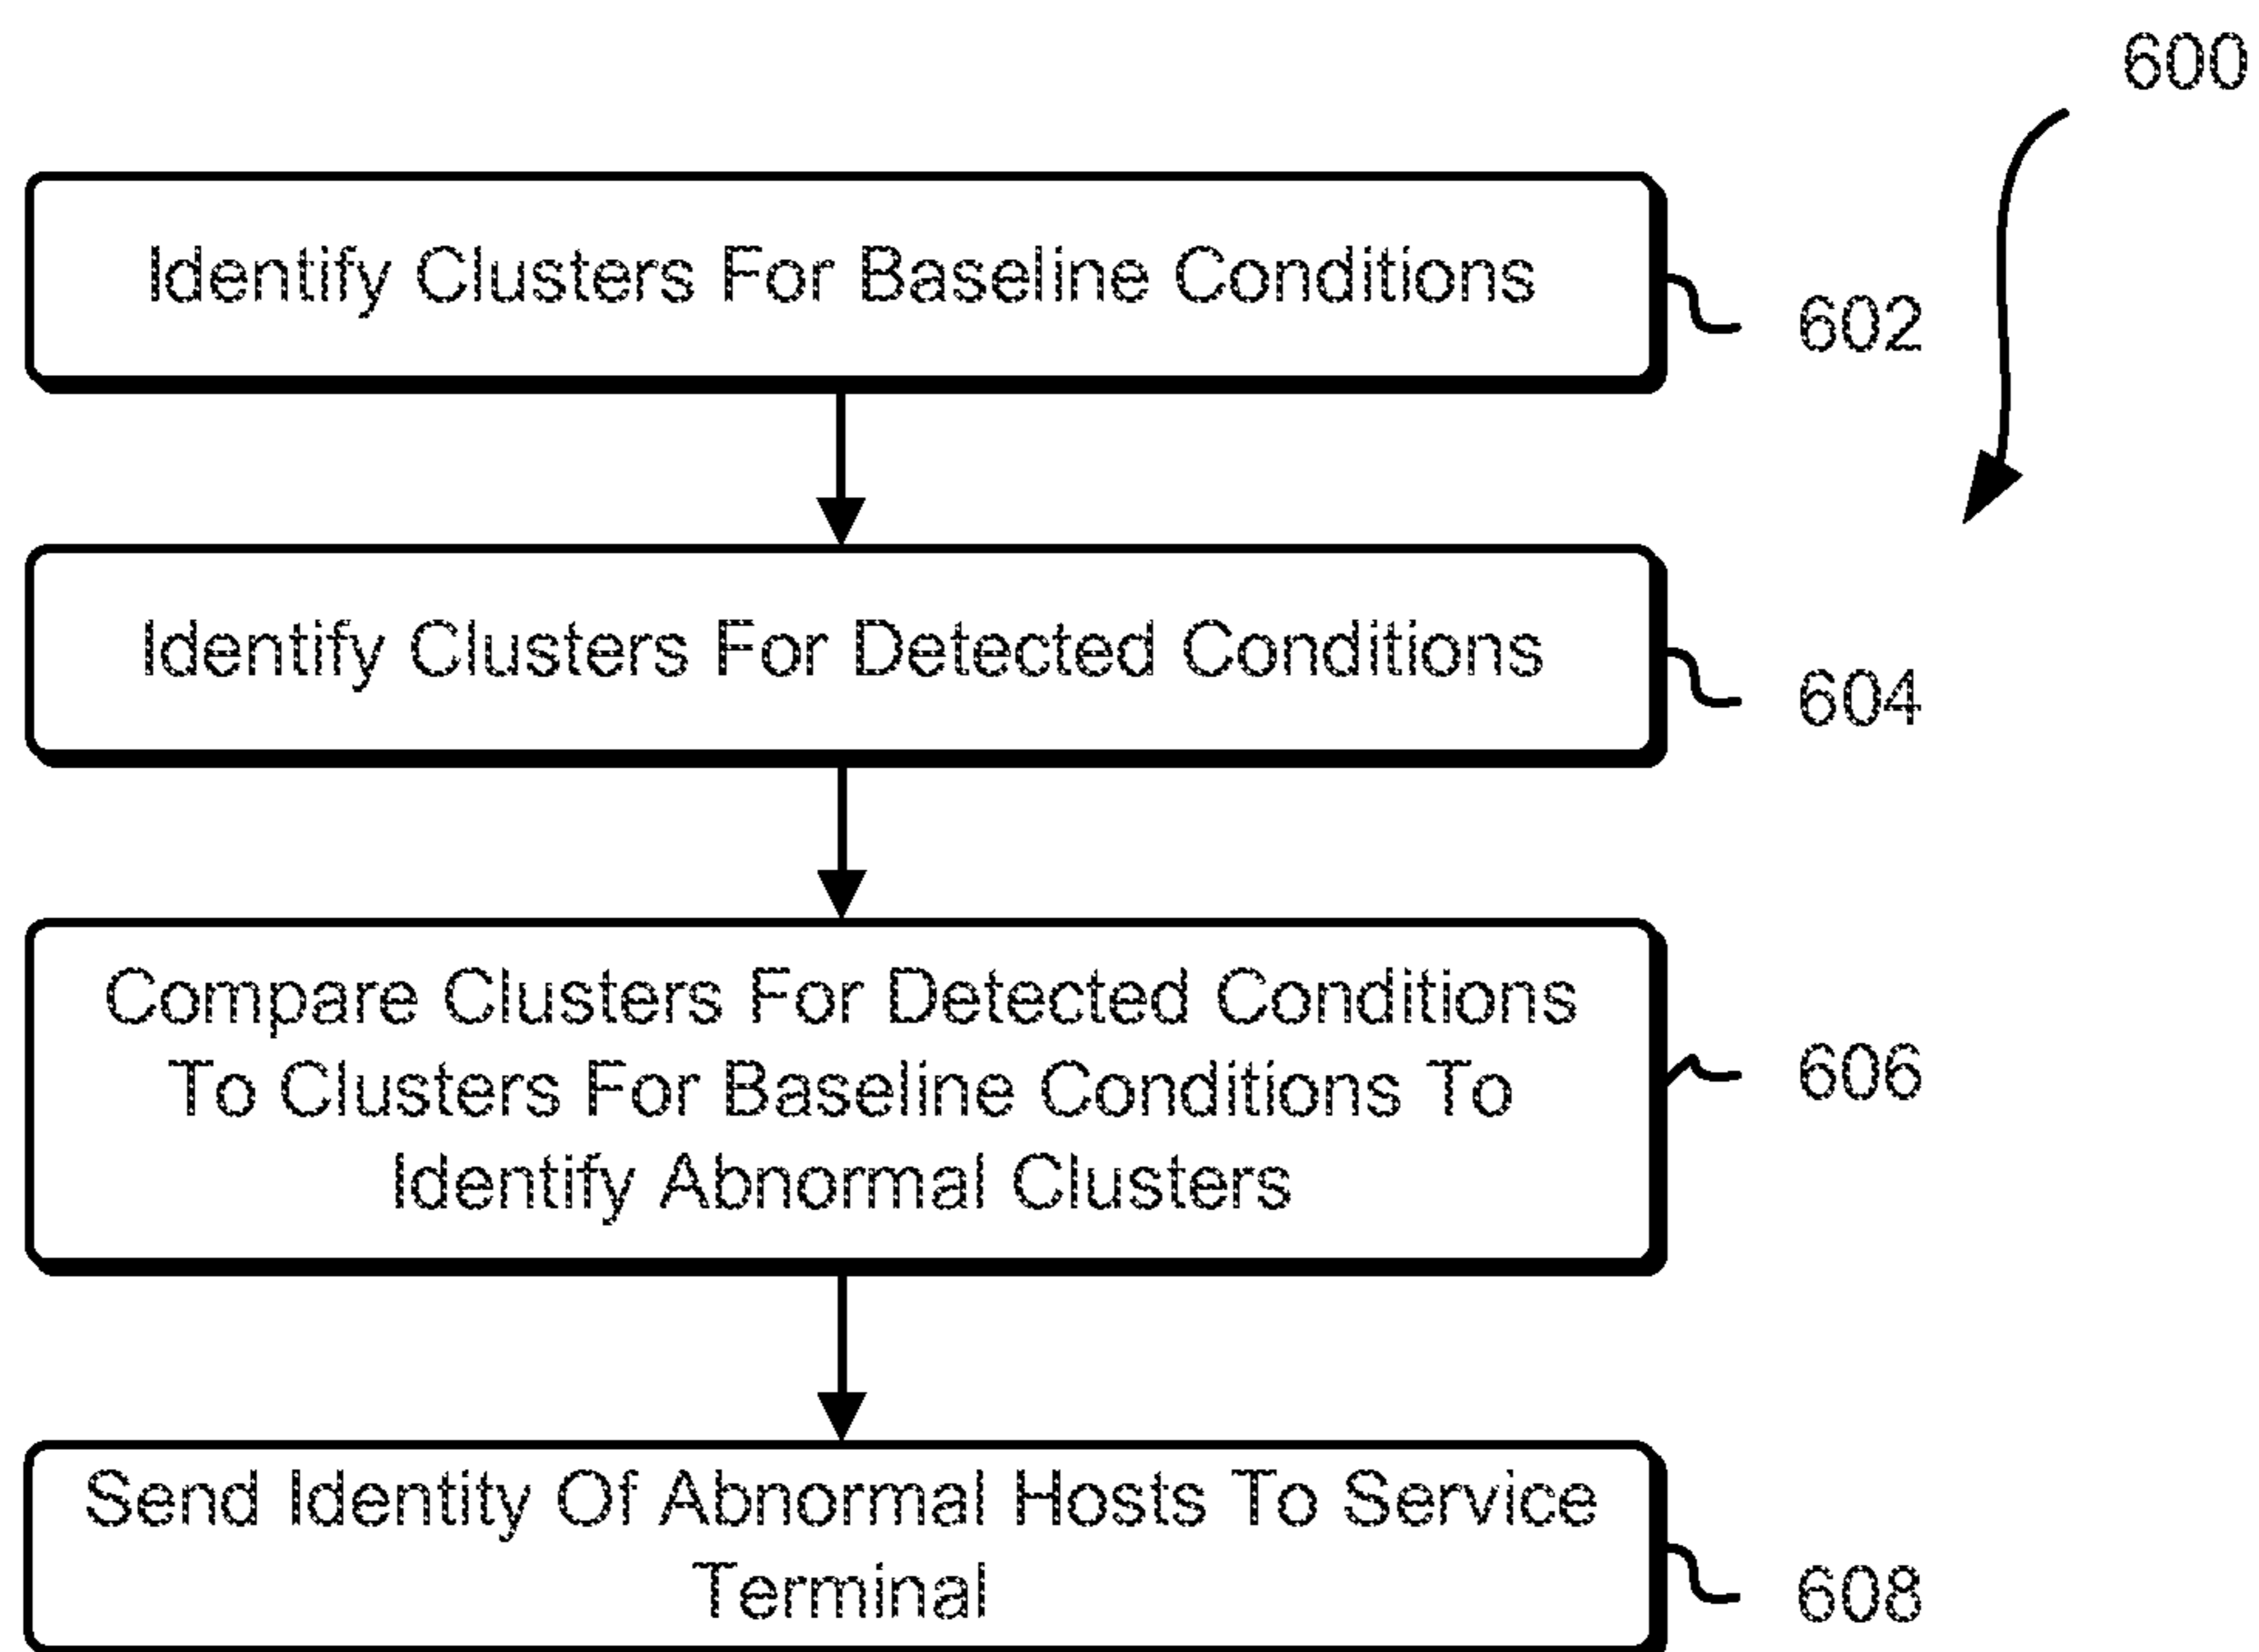 600
Identify Clusters For Baseline Conditions
602
Identify Clusters For Detected Conditions
604
Compare Clusters For Detected Conditions
To Clusters For Baseline Conditions To
Identify Abnormal Clusters
606
Send Identity Of Abnormal Hosts To Service
Terminal
608